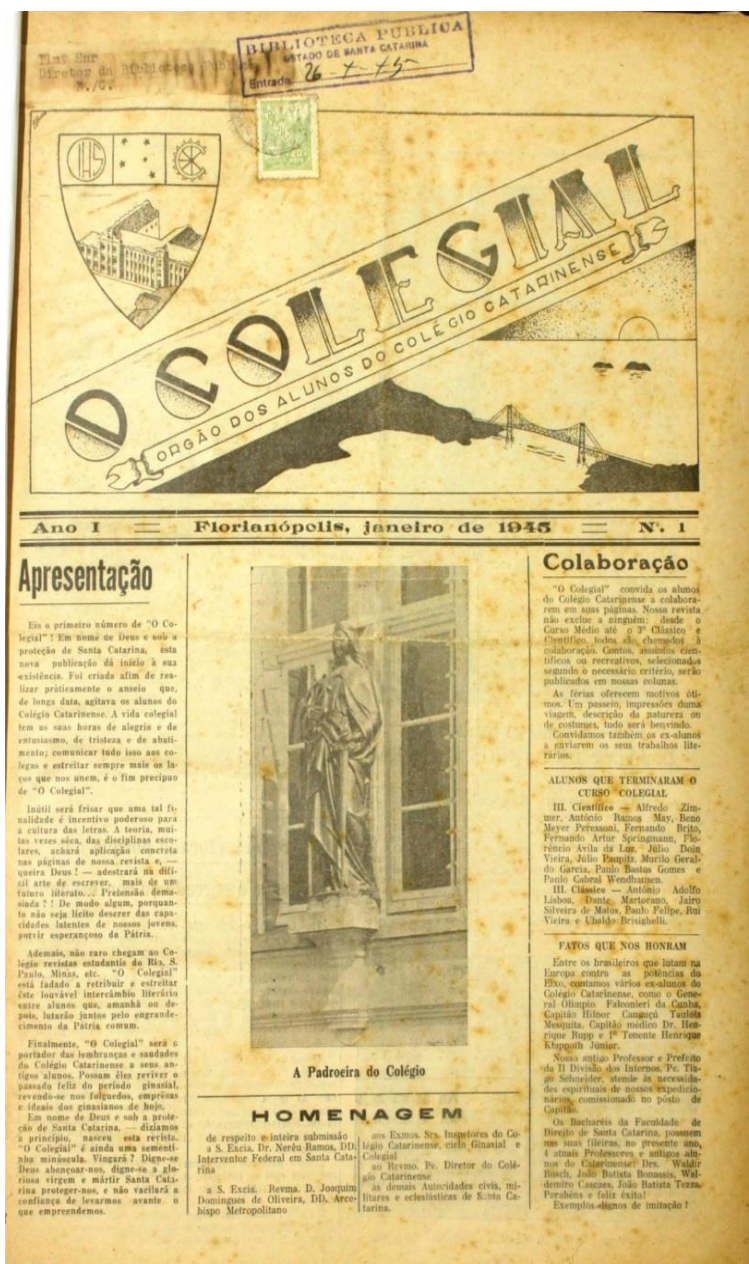 Ilmº Snr
Diretor da Biblioteca Pública
N./C.
BIBLIOTECA PUBLICA
ESTADO DE SANTA CATARINA
Entrada 26-X-45
IHS
O COLEGIAL
ORGÃO DOS ALUNOS DO COLÉGIO CATARINENSE
Ano I — Florianópolis, janeiro de 1945 — N. 1
Apresentação
Eis o primeiro número de "O Co-
legial" ! Em nome de Deus e sob a
proteção de Santa Catarina, esta
nova publicação dá início à sua
existência. Foi criada afim de rea-
lizar pràticamente o anseio que,
de longa data, agitava os alunos do
Colégio Catarinense. A vida colegial
tem as suas horas de alegria e de
entusiasmo, de tristeza e de abati-
mento; comunicar tudo isso aos co-
legas e estreitar sempre mais os la-
ços que nos unem, é o fim precípuo
de "O Colegial".
Inútil será frisar que uma tal fi-
nalidade é incentivo poderoso para
a cultura das letras. A teoria, mui-
tas vezes sêca, das disciplinas esco-
lares, achará aplicação concreta
nas páginas de nossa revista e, —
queira Deus ! — adestrará na difí-
cil arte de escrever, mais de um
futuro literato... Pretensão dema-
siada ? ! De modo algum, porquan-
to não seja lícito descrer das capa-
cidades latentes de nossos jovens,
porvir esperançoso da Pátria.
Ademais, não raro chegam ao Co-
légio revistas estudantis do Rio, S.
Paulo, Minas, etc. "O Colegial"
está fadado a retribuir e estreitar
êste louvável intercâmbio literário
entre alunos que, amanhã ou de-
pois, lutarão juntos pelo engrande-
cimento da Pátria comum.
Finalmente, "O Colegial" será o
portador das lembranças e saudades
do Colégio Catarinense a seus an-
tigos alunos. Possam êles reviver o
passado feliz do período ginasial,
revendo-se nos folguedos, emprêsas
e ideais dos ginasianos de hoje.
Em nome de Deus e sob a prote-
ção de Santa Catarina, — dizíamos
a princípio, nasceu esta revista.
"O Colegial" é ainda uma sementi-
nha minúscula. Vingará ? Digne-se
Deus abençoar-nos, digne-se a glo-
riosa virgem e mártir Santa Cata-
rina proteger-nos, e não vacilará a
confiança de levarmos avante o
que empreendemos.
A Padroeira do Colégio
HOMENAGEM
de respeito e inteira submissão
a S. Excia. Dr. Nerêu Ramos, DD.
Interventor Federal em Santa Cata-
rina
a S. Excia. Revma. D. Joaquim
Domingues de Oliveira, DD. Arce-
bispo Metropolitano
aos Exmos. Srs. Inspetores do Co-
légio Catarinense, ciclo Ginasial e
Colegial
ao Revmo. Pe. Diretor do Colé-
gio Catarinense
às demais Autoridades civis, mi-
litares e eclesiásticas de Santa Ca-
tarina.
Colaboração
"O Colegial" convida os alunos
do Colégio Catarinense a colabora-
rem em suas páginas. Nossa revista
não exclue a ninguém: desde o
Curso Médio até o 3º Clássico e
Científico, todos são chamados à
colaboração. Contos, assuntos cien-
tíficos ou recreativos, selecionados
segundo o necessário critério, serão
publicados em nossas colunas.
As férias oferecem motivos óti-
mos. Um passeio, impressões duma
viagem, descrição da natureza ou
de costumes, tudo será benvindo.
Convidamos também os ex-alunos
a enviarem os seus trabalhos lite-
rários.
ALUNOS QUE TERMINARAM O
CURSO COLEGIAL
III. Científico — Alfredo Zim-
mer, António Ramos May, Beno
Meyer Peressoni, Fernando Brito,
Fernando Artur Springmann, Flo-
rêncio Ávila da Luz, Júlio Doin
Vieira, Júlio Paupitz, Murilo Geral-
do Garcia, Paulo Bastos Gomes e
Paulo Cabral Wendhausen.
III. Clássico — Antônio Adolfo
Lisboa, Dante Martorano, Jairo
Silveira de Matos, Paulo Felipe, Rui
Vieira e Ubaldo Brisighelli.
FATOS QUE NOS HONRAM
Entre os brasileiros que lutam na
Europa contra as potências do
Eixo, contamos vários ex-alunos do
Colégio Catarinense, como o Gene-
ral Olímpio Falconieri da Cunha,
Capitão Hilnor Canguçú Taulois
Mesquita, Capitão médico Dr. Hen-
rique Rupp e 1º Tenente Henrique
Klappoth Júnior.
Nosso antigo Professor e Prefeito
da II Divisão dos Internos, Pe. Tia-
go Schneider, atende às necessida-
des espirituais de nossos expedicio-
nários, comissionado no pôsto de
Capitão.
Os Bacharéis da Faculdade de
Direito de Santa Catarina, possuem
nas suas fileiras, no presente ano,
4 atuais Professores e antigos alu-
nos do Catarinense: Drs. Waldir
Busch, João Batista Bonassis, Wal-
demiro Cascaes, João Batista Tezza.
Parabéns e feliz êxito!
Exemplos dignos de imitação !